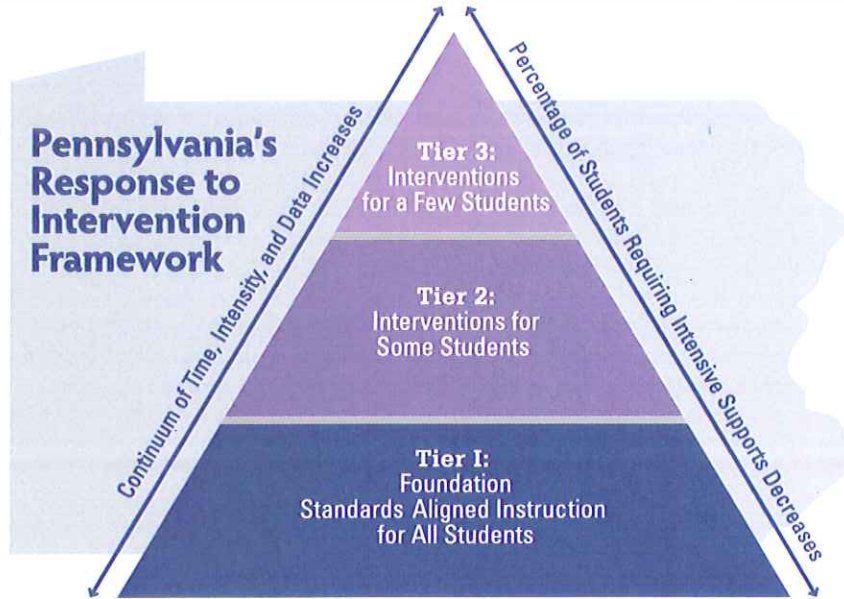 Pennsylvania's
Response to
Intervention
Framework
Continuum of Time, Intensity, and Data Increases
Percentage of Students Requiring Intensive Supports Decreases
Tier 3:
Interventions
for a Few Students
Tier 2:
Interventions for
Some Students
Tier I:
Foundation
Standards Aligned Instruction
for All Students